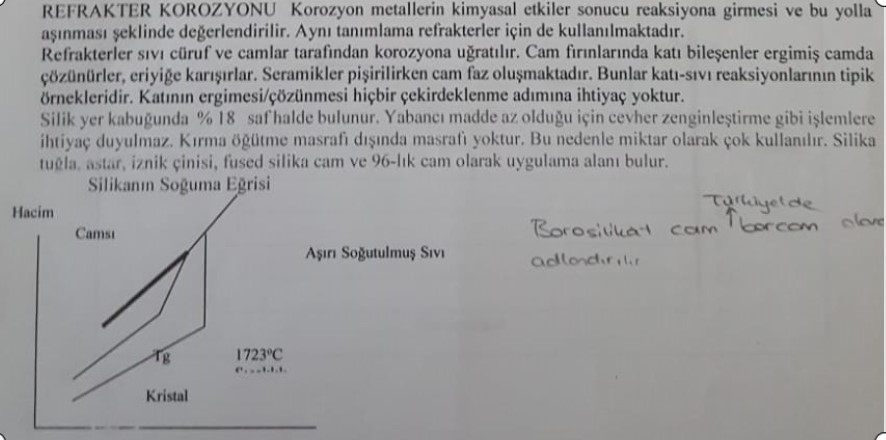 REFRAKTER KOROZYONU Korozyon metallerin kimyasal etkiler sonucu reaksiyona girmesi ve bu yolla
aşınması şeklinde değerlendirilir. Aynı tanımlama refrakterler için de kullanılmaktadır.
Refrakterler sıvı cüruf ve camlar tarafından korozyona uğratılır. Cam fırınlarında katı bileşenler ergimiş camda
çözünürler, eriyiğe karışırlar. Seramikler pişirilirken cam faz oluşmaktadır. Bunlar katı-sıvı reaksiyonlarının tipik
örnekleridir. Katının ergimesi/çözünmesi hiçbir çekirdeklenme adımına ihtiyaç yoktur.
Silik yer kabuğunda % 18 saf halde bulunur. Yabancı madde az olduğu için cevher zenginleştirme gibi işlemlere
ihtiyaç duyulmaz. Kırma öğütme masrafı dışında masrafı yoktur. Bu nedenle miktar olarak çok kullanılır. Silika
tuğla, astar, iznik çinisi, fused silika cam ve 96-lık cam olarak uygulama alanı bulur.
Silikanın Soğuma Eğrisi
Hacim
Camsı
Aşırı Soğutulmuş Sıvı
Türkiyelde
Borosilikat cam ↑ borcam olara
adlandırılır
Tg
1723ºC
Kristal